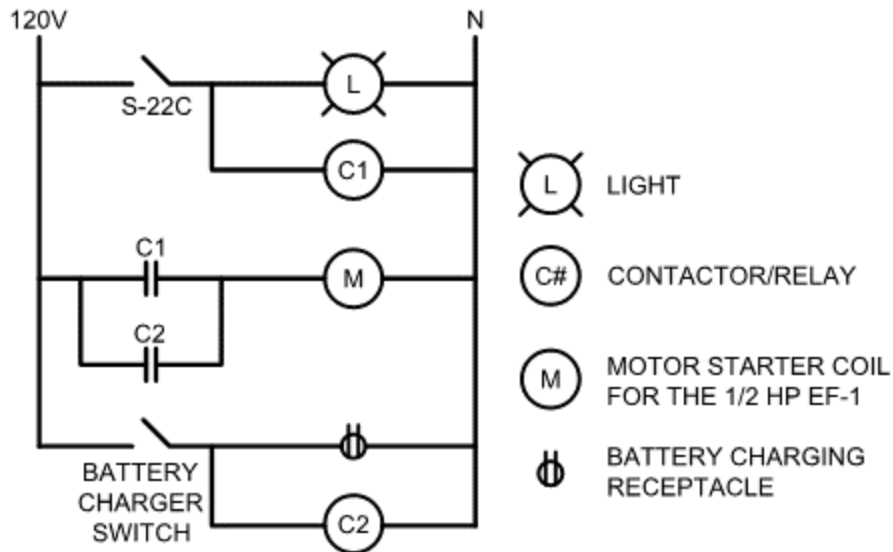 120V
N
L
S-22C
C1
L
LIGHT
C1
M
C#
CONTACTOR/RELAY
C2
M
MOTOR STARTER COIL
FOR THE 1/2 HP EF-1
BATTERY
CHARGER
SWITCH
BATTERY CHARGING
RECEPTACLE
C2